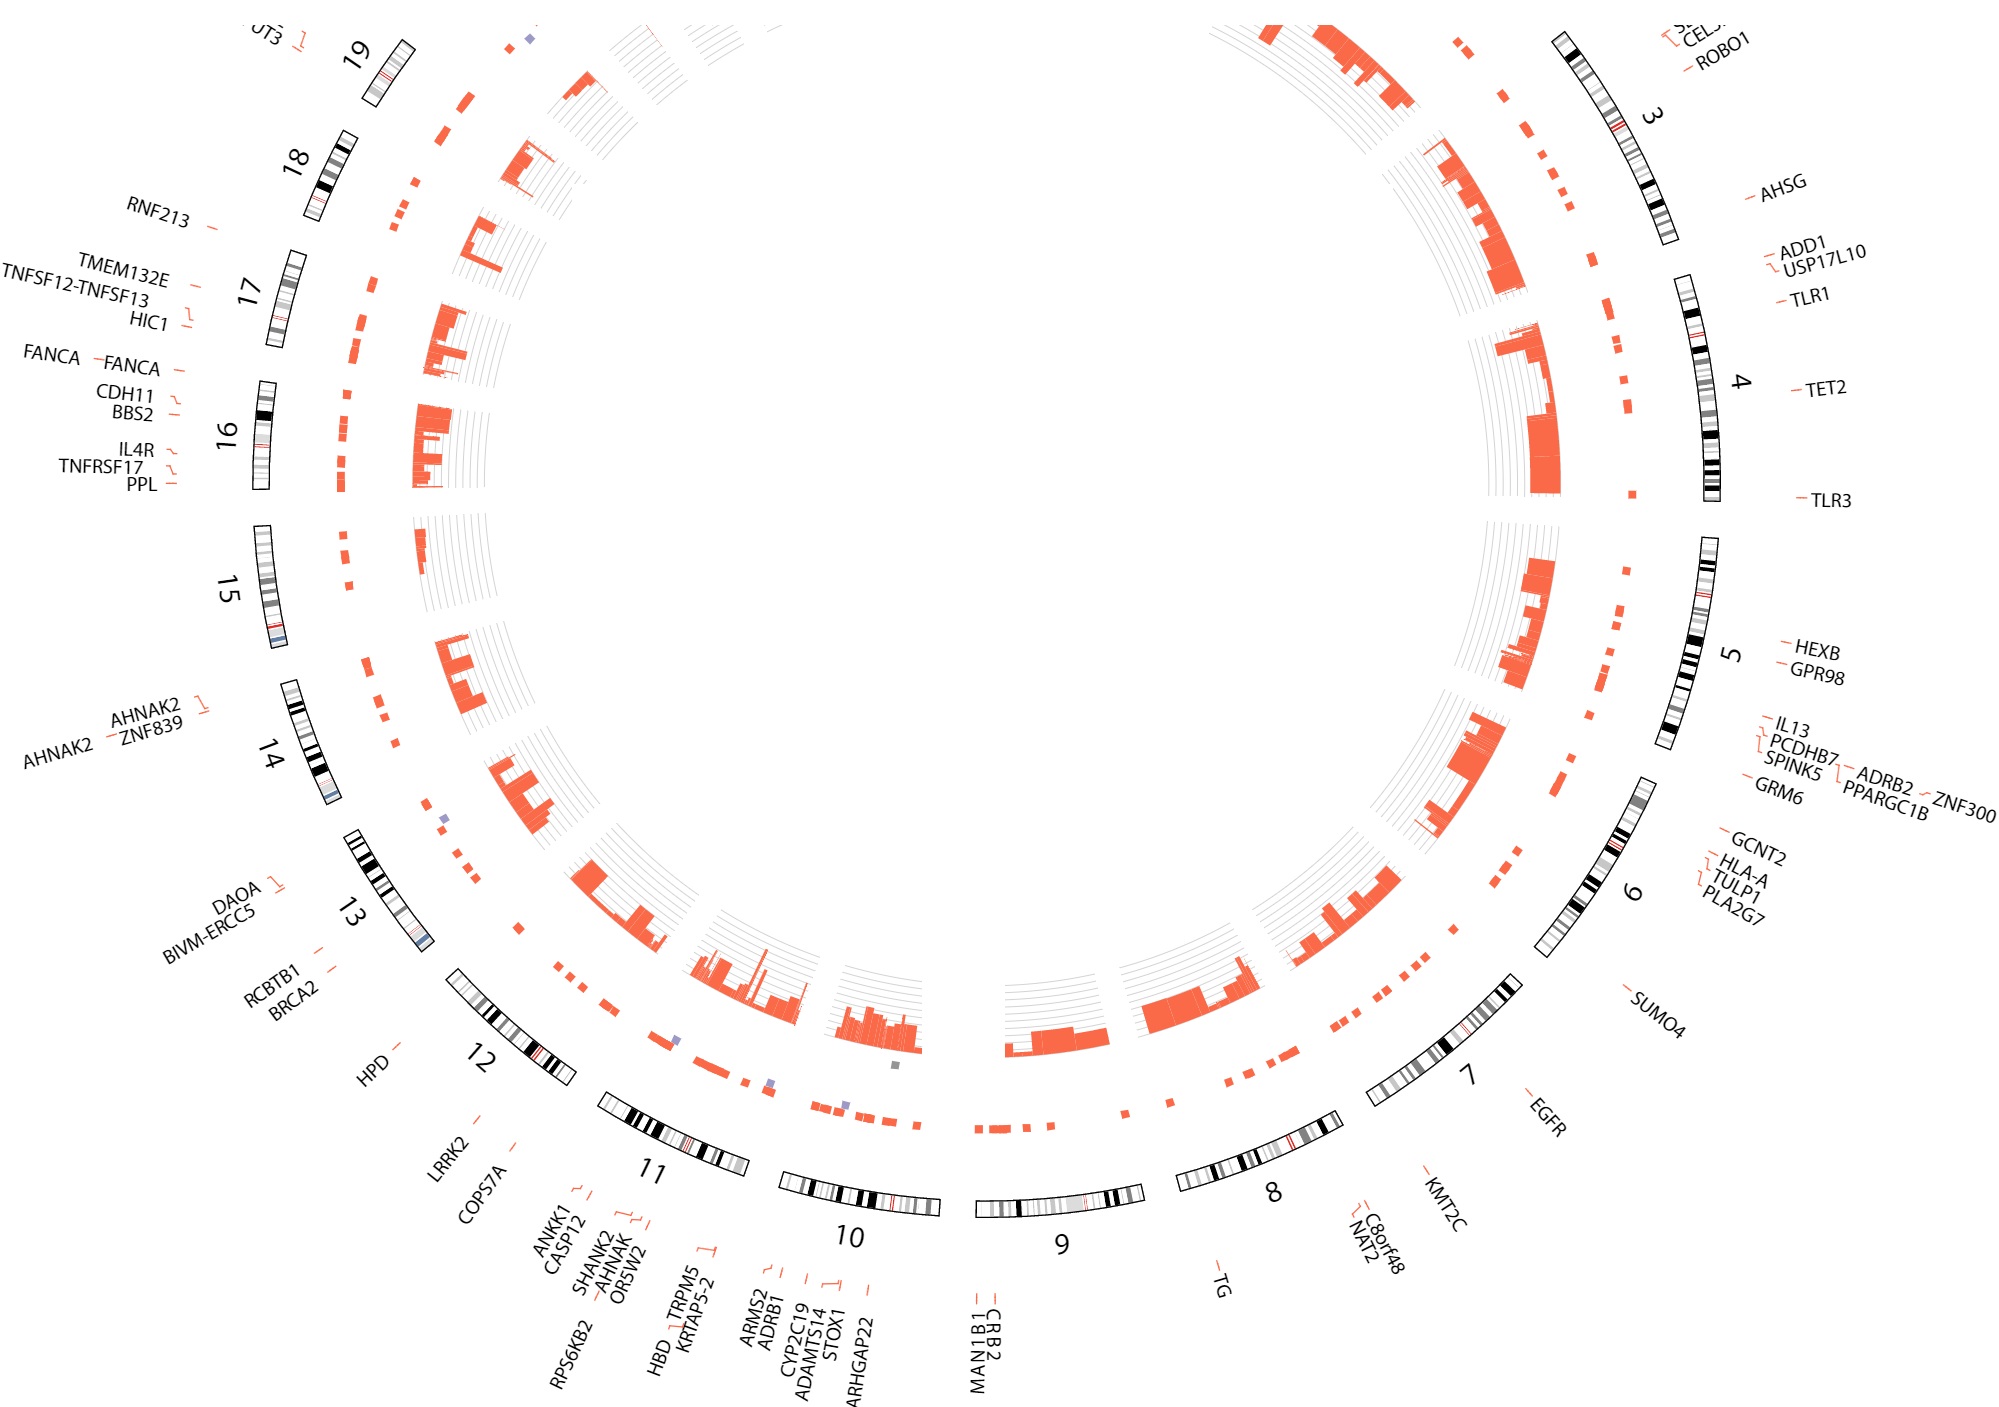 CELS
ROBO1
3
AHSG
ADD1
USP17L10
TLR1
4
TET2
TLR3
5
HEXB
GPR98
IL13
PCDHB7
SPINK5
ADRB2
PPARGC1B
ZNF300
GRM6
6
GCNT2
HLA-A
TULP1
PLA2G7
SUMO4
7
EGFR
KMT2C
8
C8orf48
NAT2
TG
9
CRB2
MAN1B1
10
ARHGAP22
STOX1
ADAMTS14
CYP2C19
ADRB1
ARMS2
11
KRTAP5-2
TRPM5
HBD
OR5W2
AHNAK
SHANK2
RPS6KB2
CASP12
ANKK1
12
COPS7A
LRRK2
HPD
13
BRCA2
RCBTB1
BIVM-ERCC5
DAOA
14
ZNF839
AHNAK2
AHNAK2
15
16
PPL
TNFRSF17
IL4R
BBS2
CDH11
FANCA
FANCA
17
HIC1
TNFSF12-TNFSF13
TMEM132E
RNF213
18
19
UT3